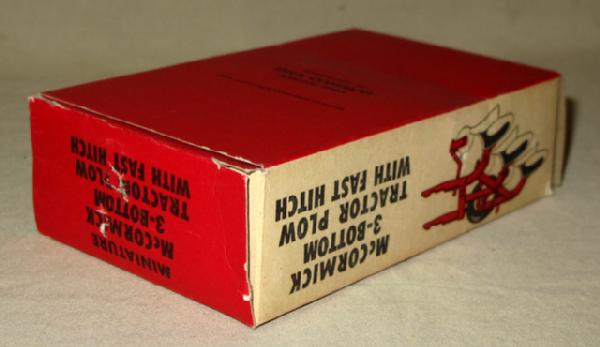 MINIATURE
McCORMICK
3-BOTTOM
TRACTOR PLOW
WITH FAST HITCH
McCORMICK
3-BOTTOM
TRACTOR PLOW
WITH FAST HITCH